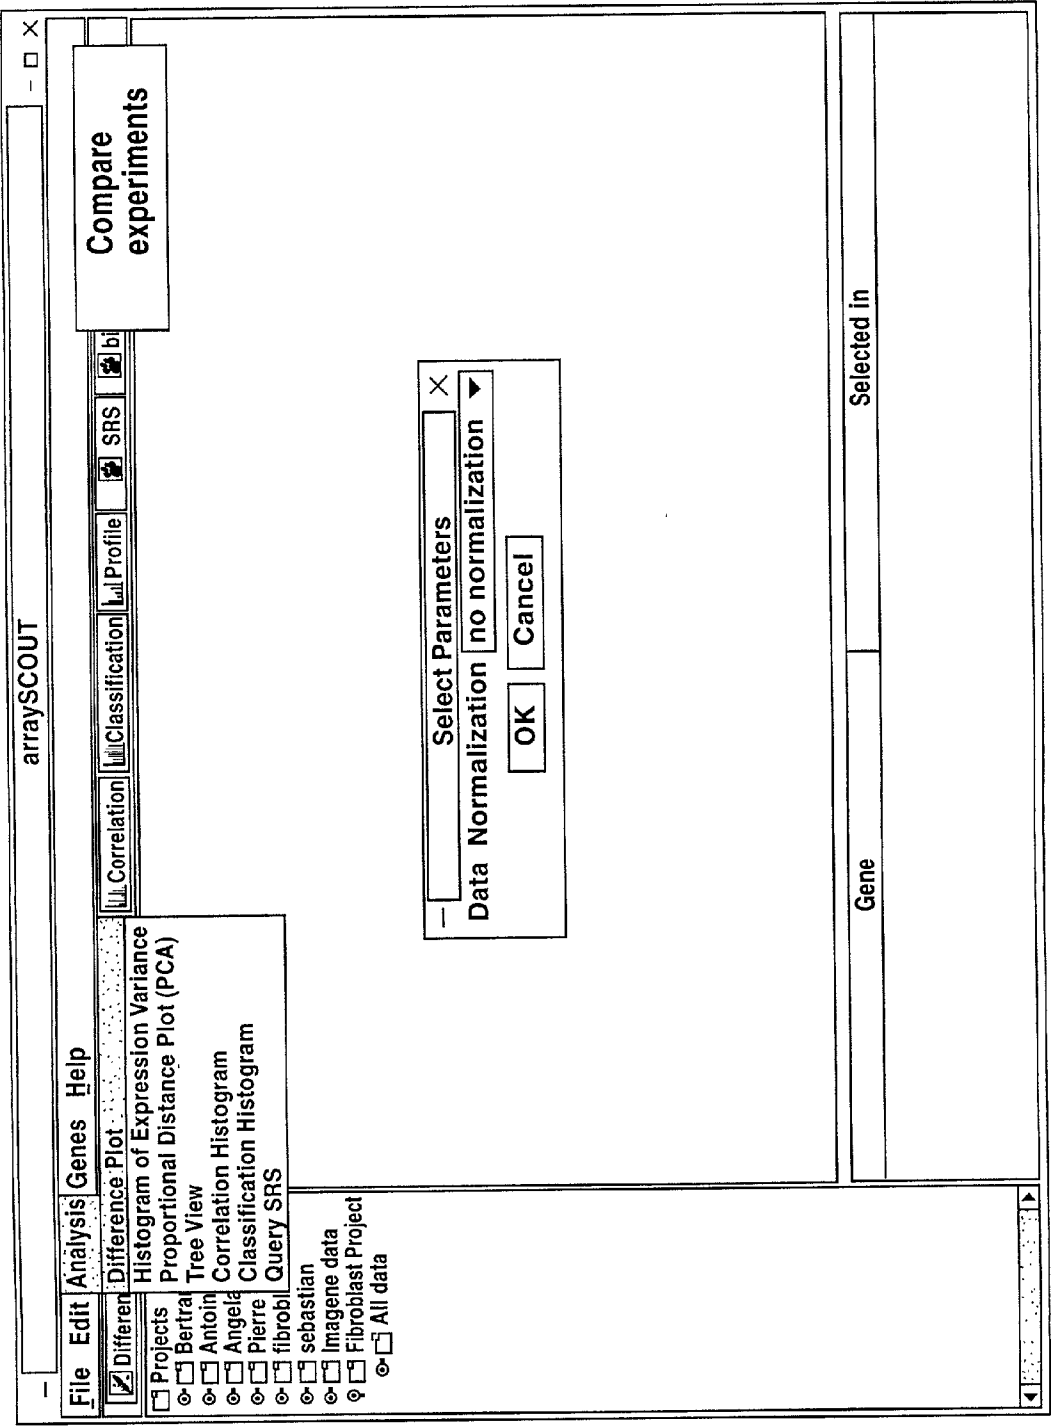 arraySCOUT
File Edit Analysis Genes Help
Compare
experiments
Differen
Correlation
Classification
Profile
SRS
bi
Difference Plot
Histogram of Expression Variance
Proportional Distance Plot (PCA)
Tree View
Correlation Histogram
Classification Histogram
Query SRS
Projects
Bertra
Antoin
Angela
Pierre
fibrobl
sebastian
Imagene data
Fibroblast Project
All data
Select Parameters
Data Normalization no normalization
OK Cancel
Gene Selected in